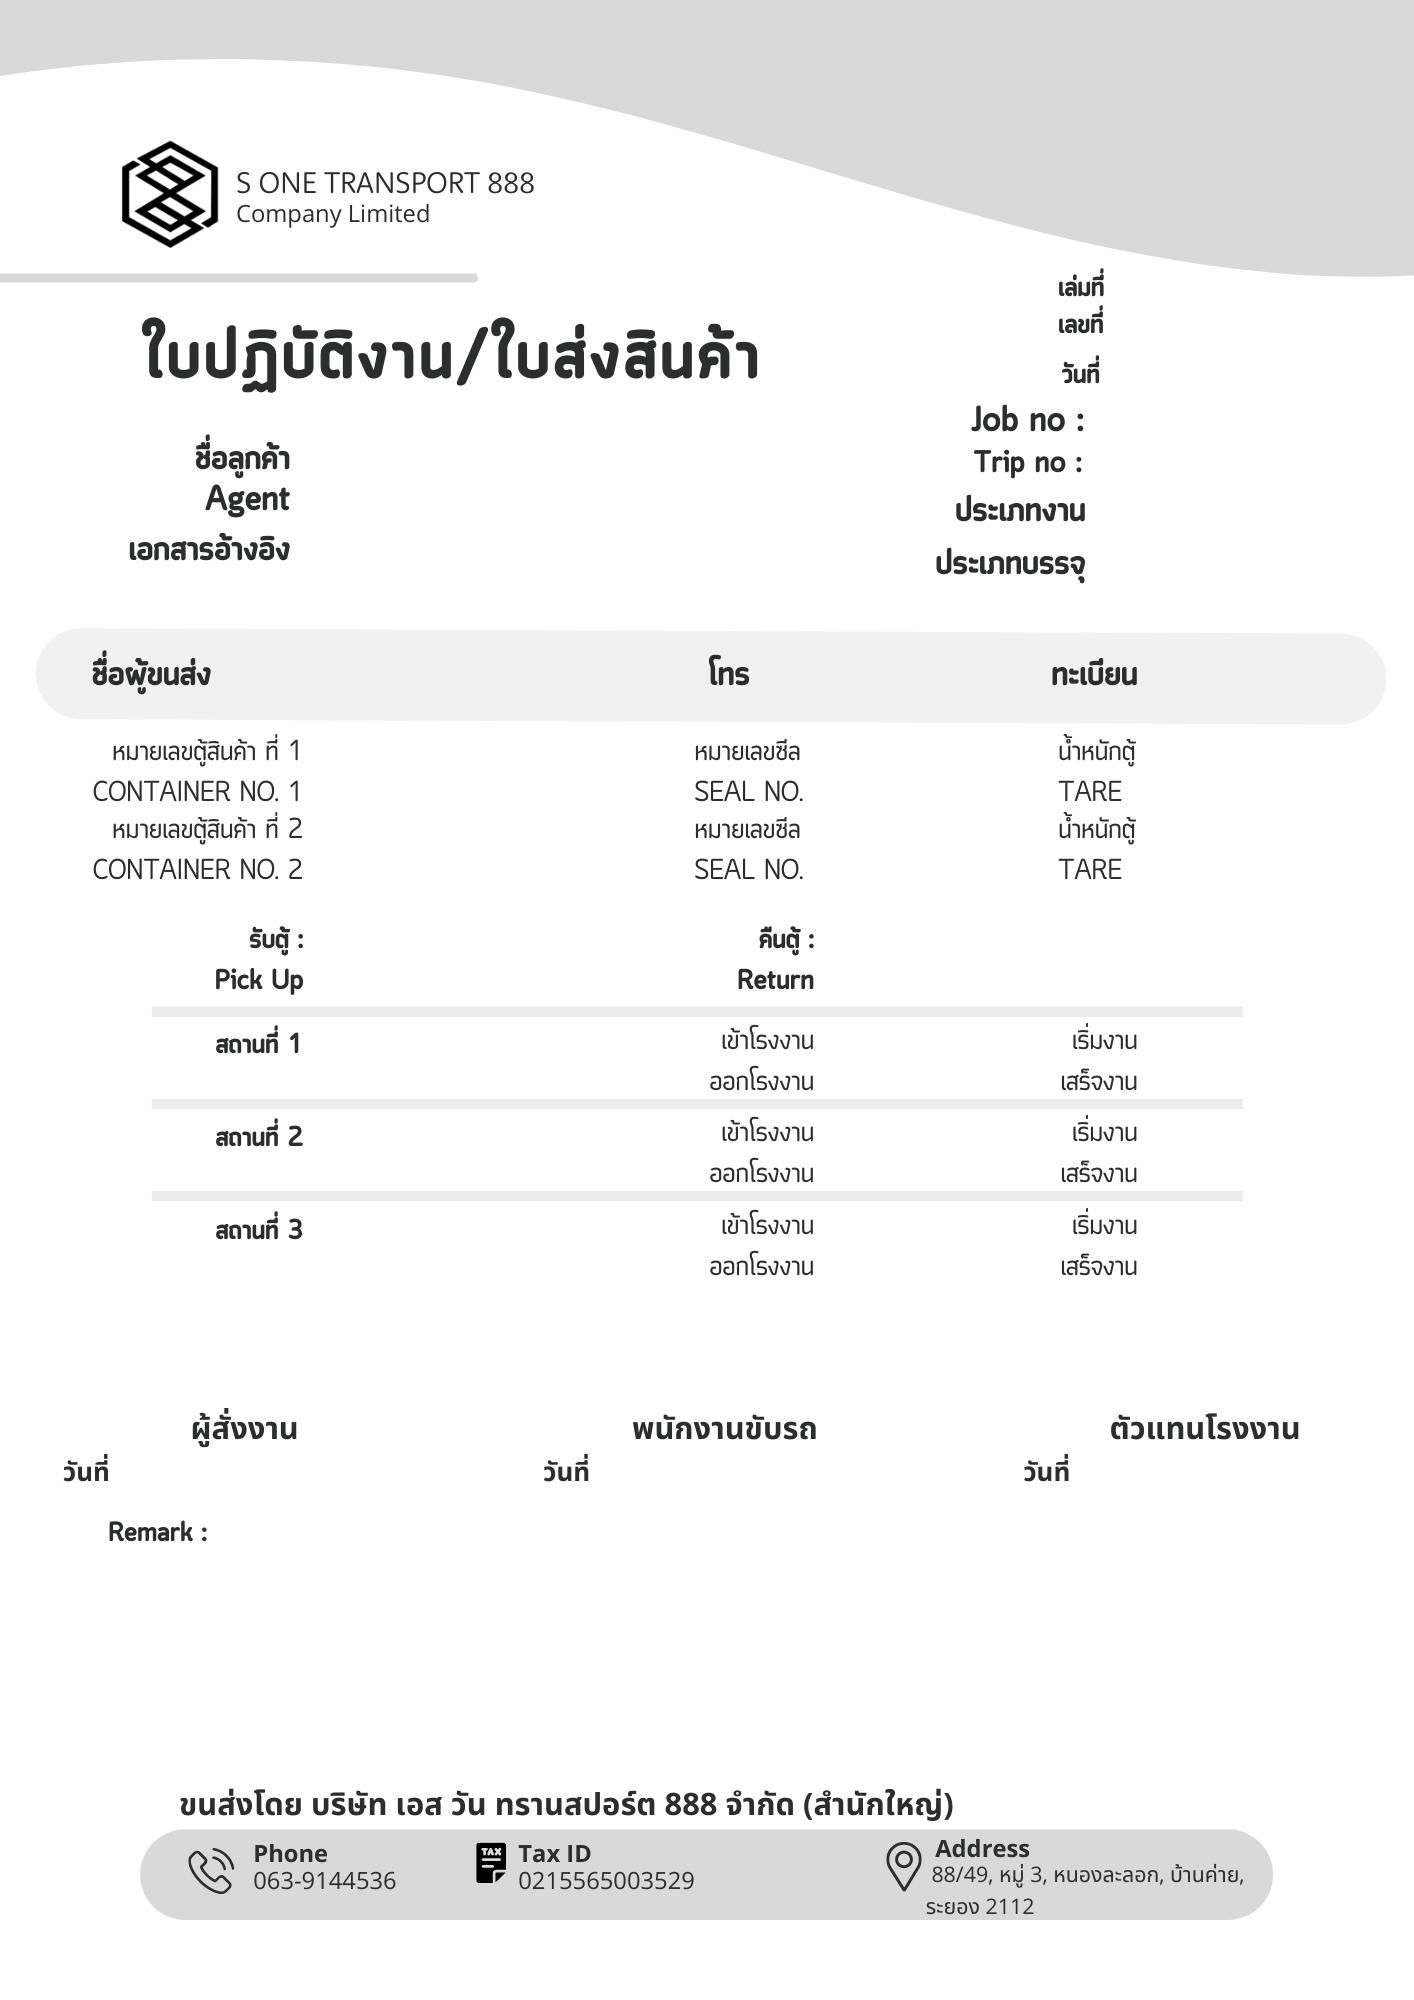 S ONE TRANSPORT 888
Company Limited
เล่มที่
เลขที่
ใบปฏิบัติงาน/ใบส่งสินค้า
วันที่
Job no :
ชื่อลูกค้า
Trip no :
Agent
ประเภทงาน
เอกสารอ้างอิง
ประเภทบรรจุ
ชื่อผู้ขนส่ง โทร ทะเบียน
หมายเลขตู้สินค้า ที่ 1 หมายเลขซีล น้ำหนักตู้
CONTAINER NO. 1 SEAL NO. TARE
หมายเลขตู้สินค้า ที่ 2 หมายเลขซีล น้ำหนักตู้
CONTAINER NO. 2 SEAL NO. TARE
รับตู้ : คืนตู้ :
Pick Up Return
สถานที่ 1 เข้าโรงงาน เริ่มงาน
ออกโรงงาน เสร็จงาน
สถานที่ 2 เข้าโรงงาน เริ่มงาน
ออกโรงงาน เสร็จงาน
สถานที่ 3 เข้าโรงงาน เริ่มงาน
ออกโรงงาน เสร็จงาน
ผู้สั่งงาน พนักงานขับรถ ตัวแทนโรงงาน
วันที่ วันที่ วันที่
Remark :
ขนส่งโดย บริษัท เอส วัน ทรานสปอร์ต 888 จำกัด (สำนักใหญ่)
Phone
063-9144536
TAX
Tax ID
0215565003529
Address
88/49, หมู่ 3, หนองละลอก, บ้านค่าย,
ระยอง 2112